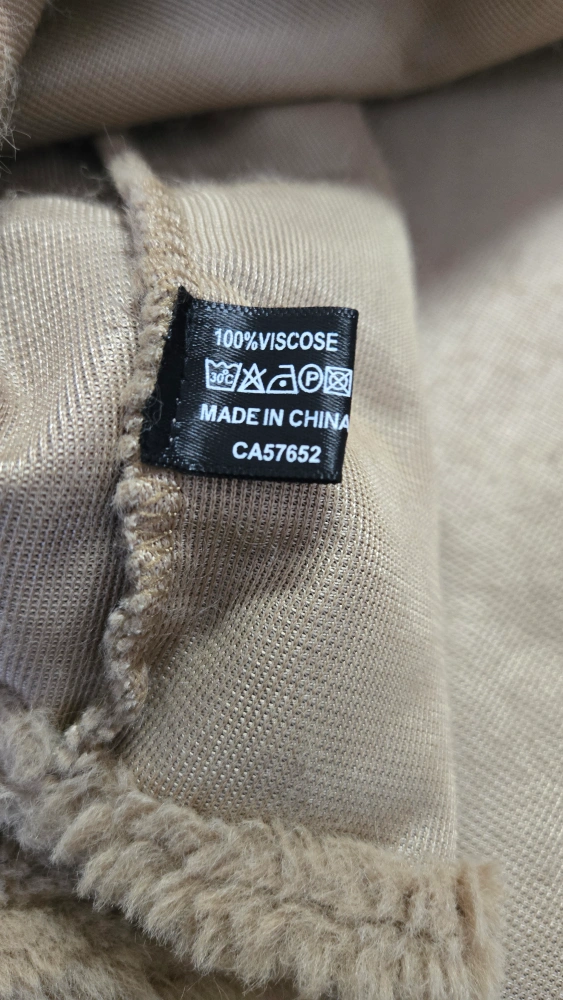 100%VISCOSE
30C P
MADE IN CHINA
CA57652